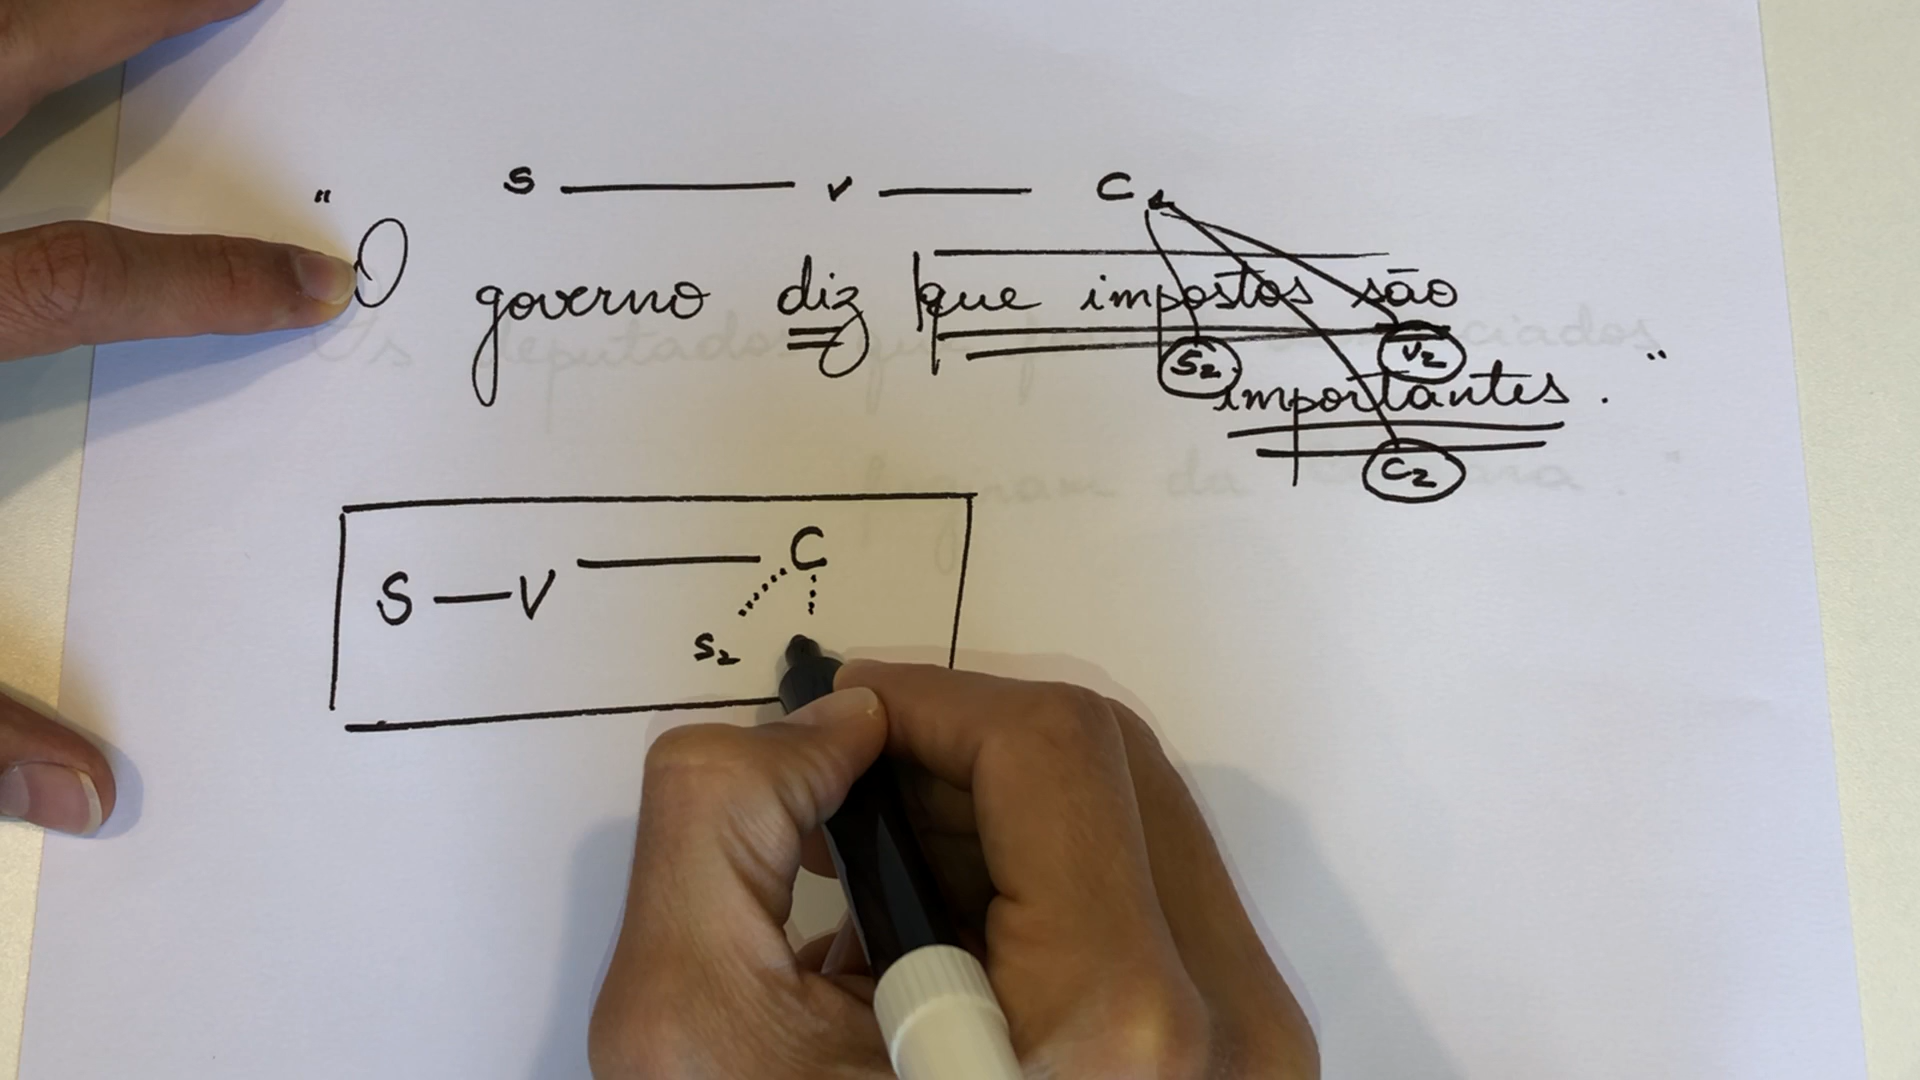 S V C
" O governo diz que impostos são
S2 V2
importantes. "
C2
S — V — C
S2